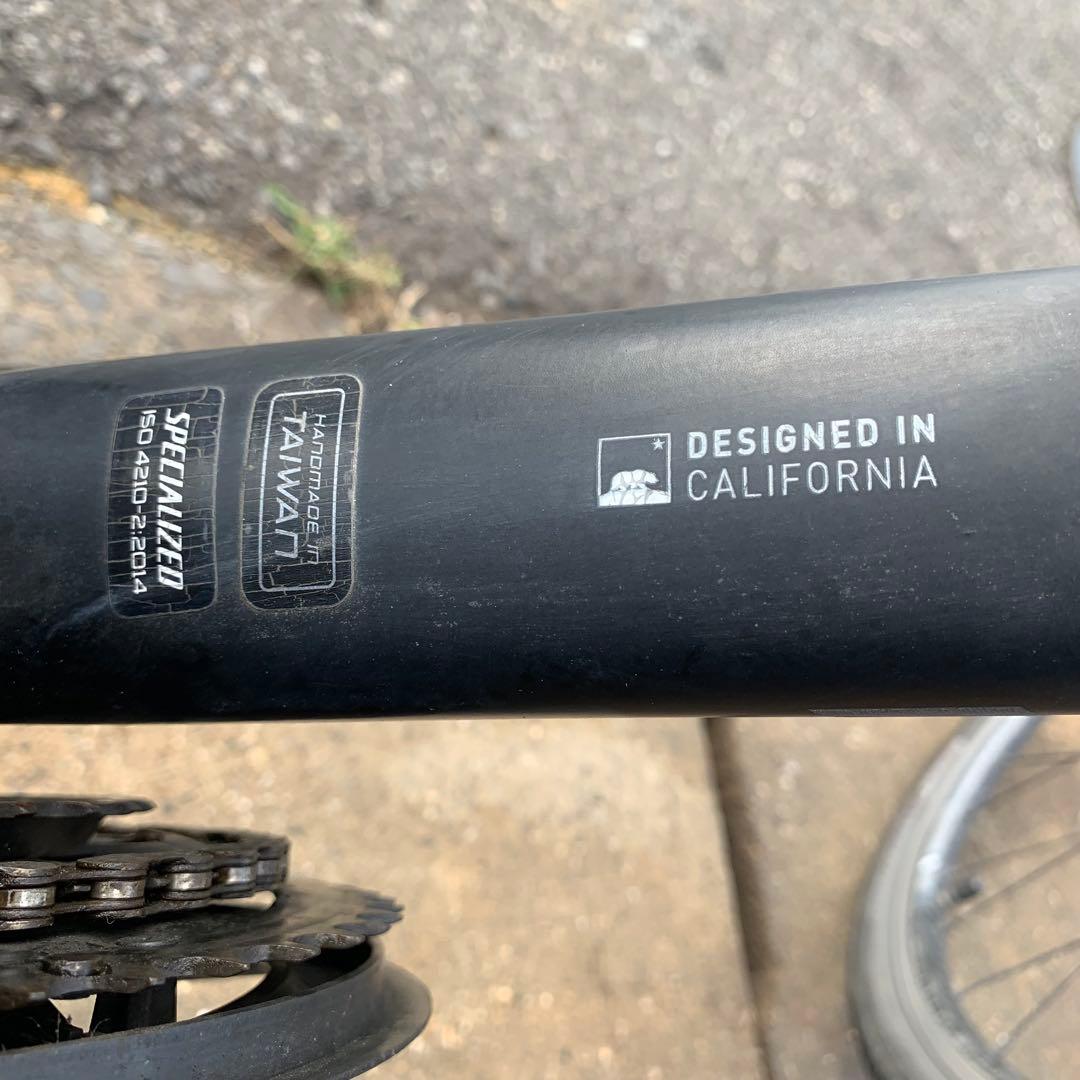 SPECIALIZED
ISO 4210-2:2014
HANDMADE IN
TAIWAN
DESIGNED IN
CALIFORNIA